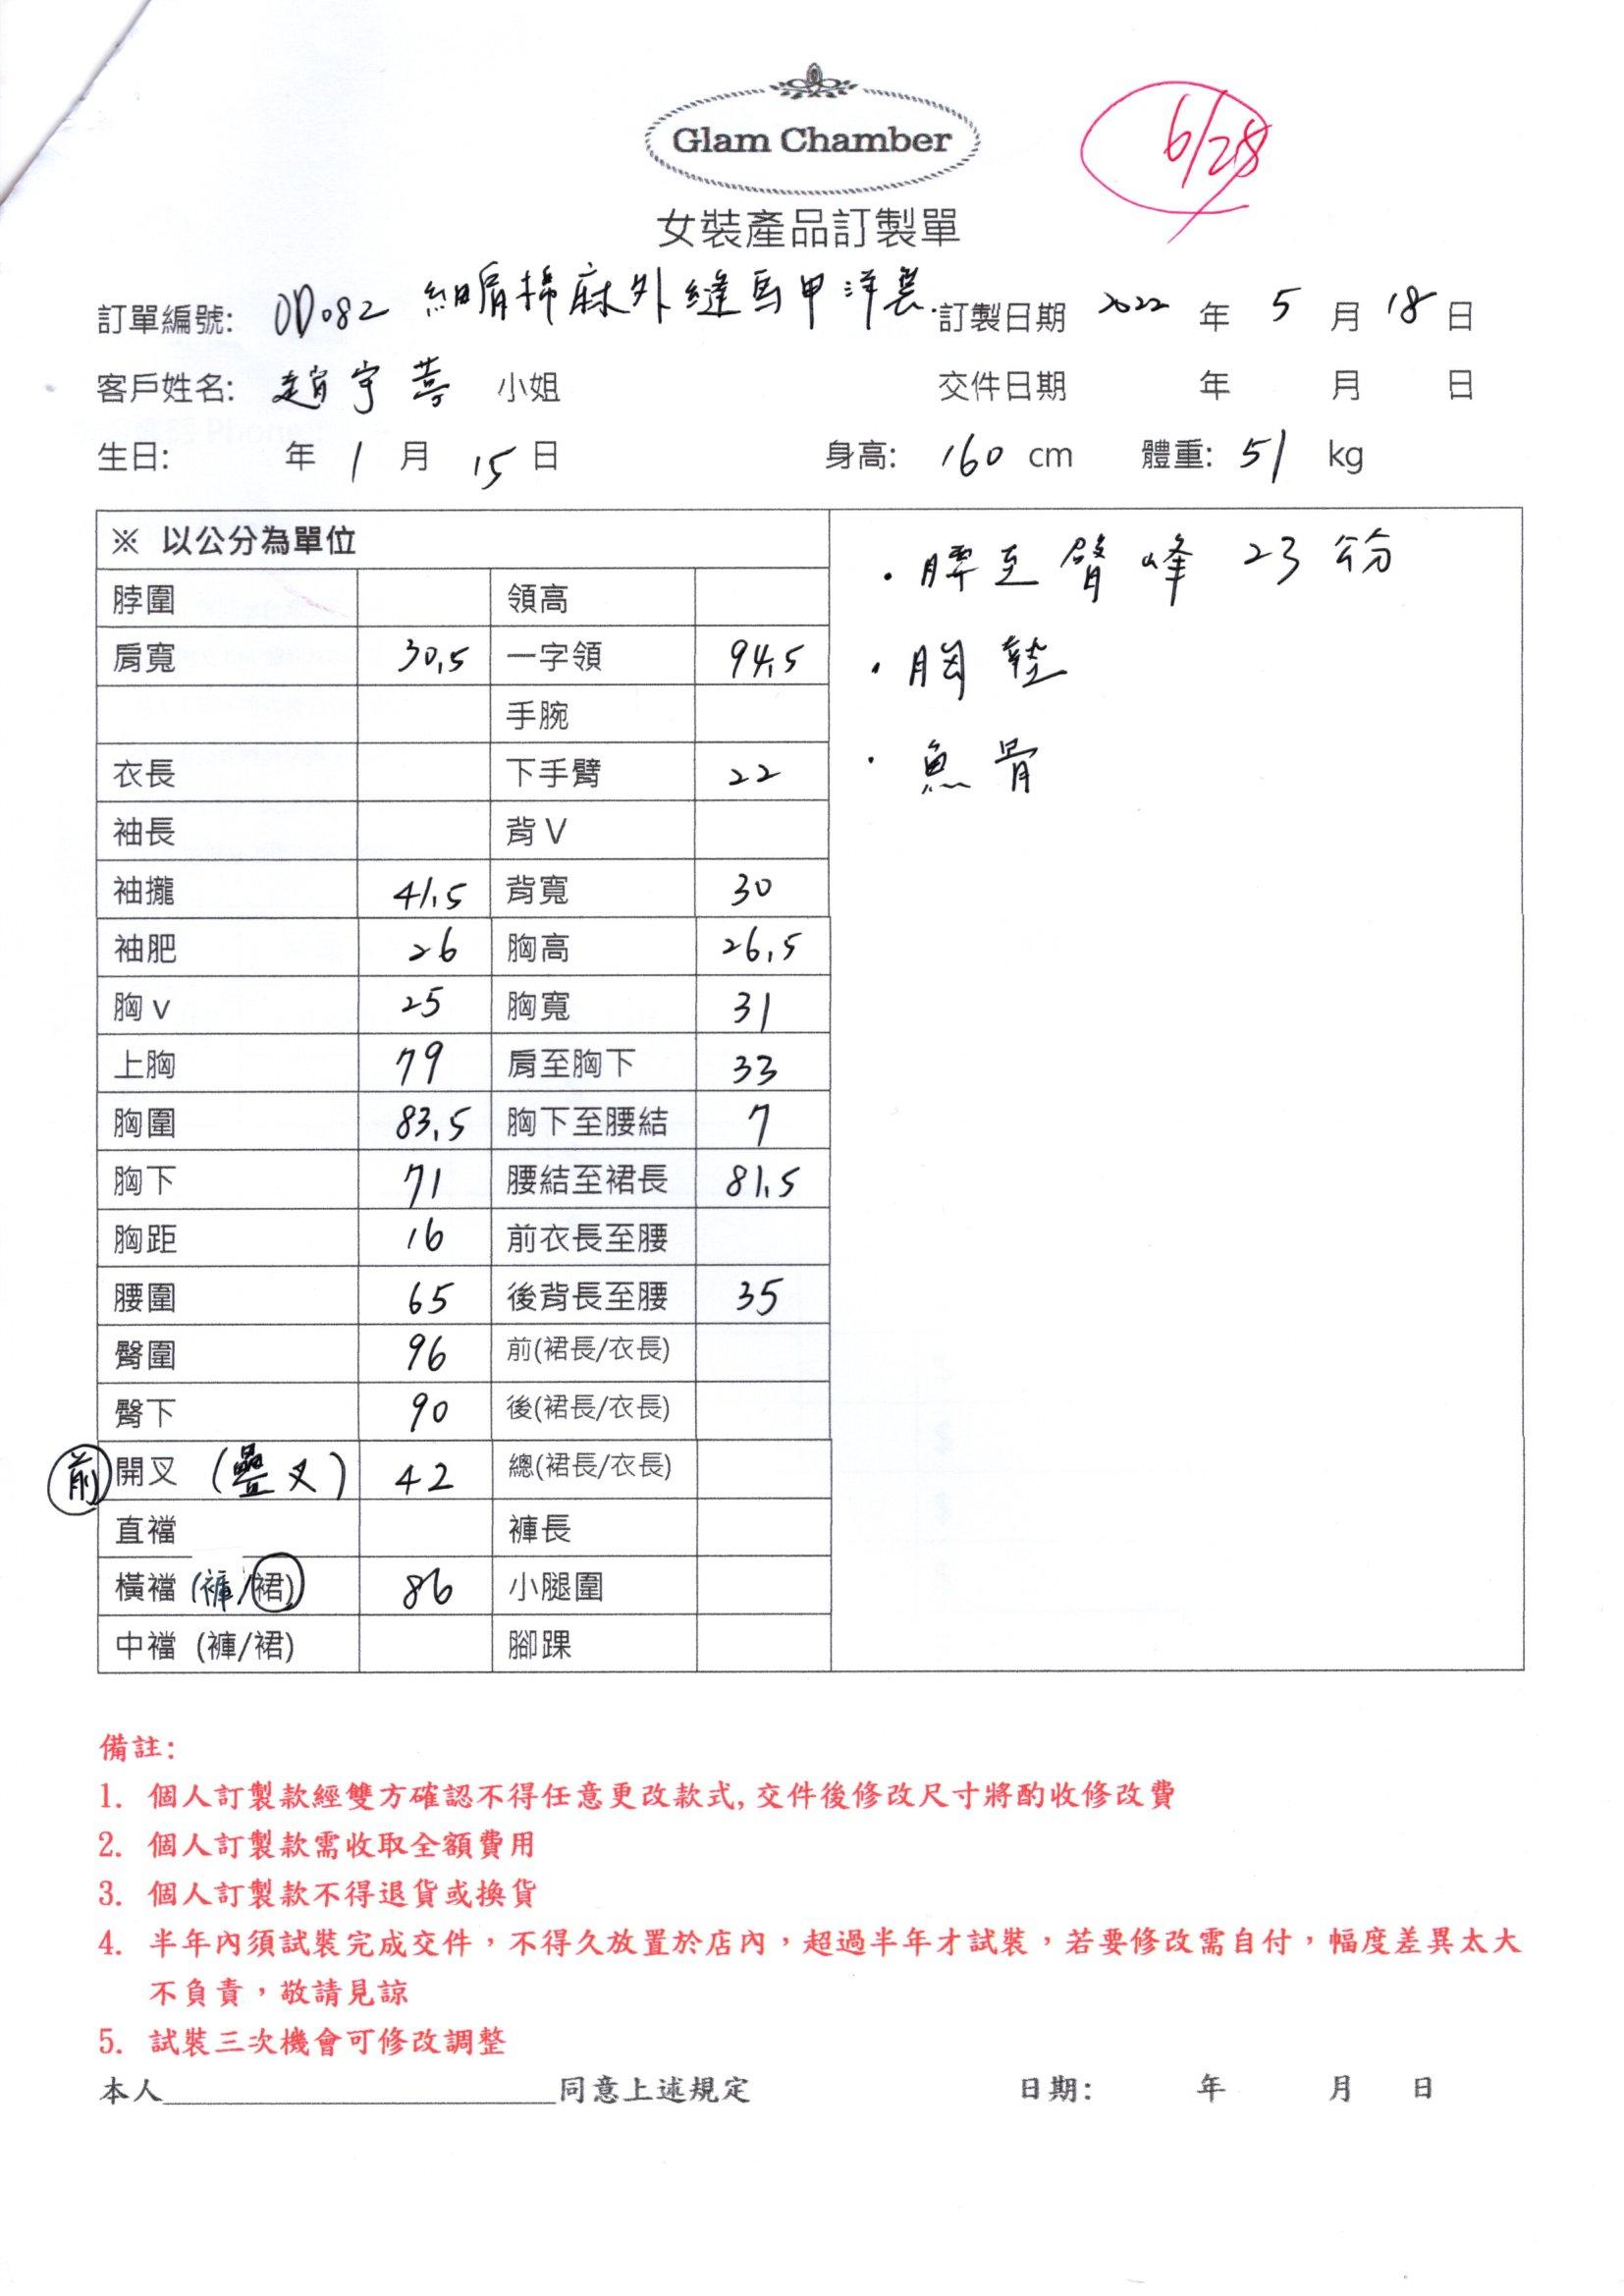 Glam Chamber
6/28
女裝產品訂製單
訂單編號: OD082 細肩棉麻外縫馬甲洋裝. 訂製日期 2022 年 5 月 18 日
客戶姓名: 趙宇 小姐 交件日期 年 月 日
生日: 年 1 月 15 日 身高: 160 cm 體重: 51 kg
※ 以公分為單位
脖圍 領高
肩寬 30.5 一字領 94.5
手腕
衣長 下手臂 22
袖長 背 V
袖攏 41.5 背寬 30
袖肥 26 胸高 26.5
胸 v 25 胸寬 31
上胸 79 肩至胸下 33
胸圍 83.5 胸下至腰結 7
胸下 71 腰結至裙長 81.5
胸距 16 前衣長至腰
腰圍 65 後背長至腰 35
臀圍 96 前(裙長/衣長)
臀下 90 後(裙長/衣長)
前 開叉 (疊叉) 42 總(裙長/衣長)
直襠 褲長
橫襠 (褲/裙) 86 小腿圍
中襠 (褲/裙) 腳踝
· 腰至臀峰 23 公分
· 胸墊
· 魚骨
備註:
1. 個人訂製款經雙方確認不得任意更改款式, 交件後修改尺寸將酌收修改費
2. 個人訂製款需收取全額費用
3. 個人訂製款不得退貨或換貨
4. 半年內須試裝完成交件，不得久放置於店內，超過半年才試裝，若要修改需自付，幅度差異太大
不負責，敬請見諒
5. 試裝三次機會可修改調整
本人____________________同意上述規定 日期: 年 月 日